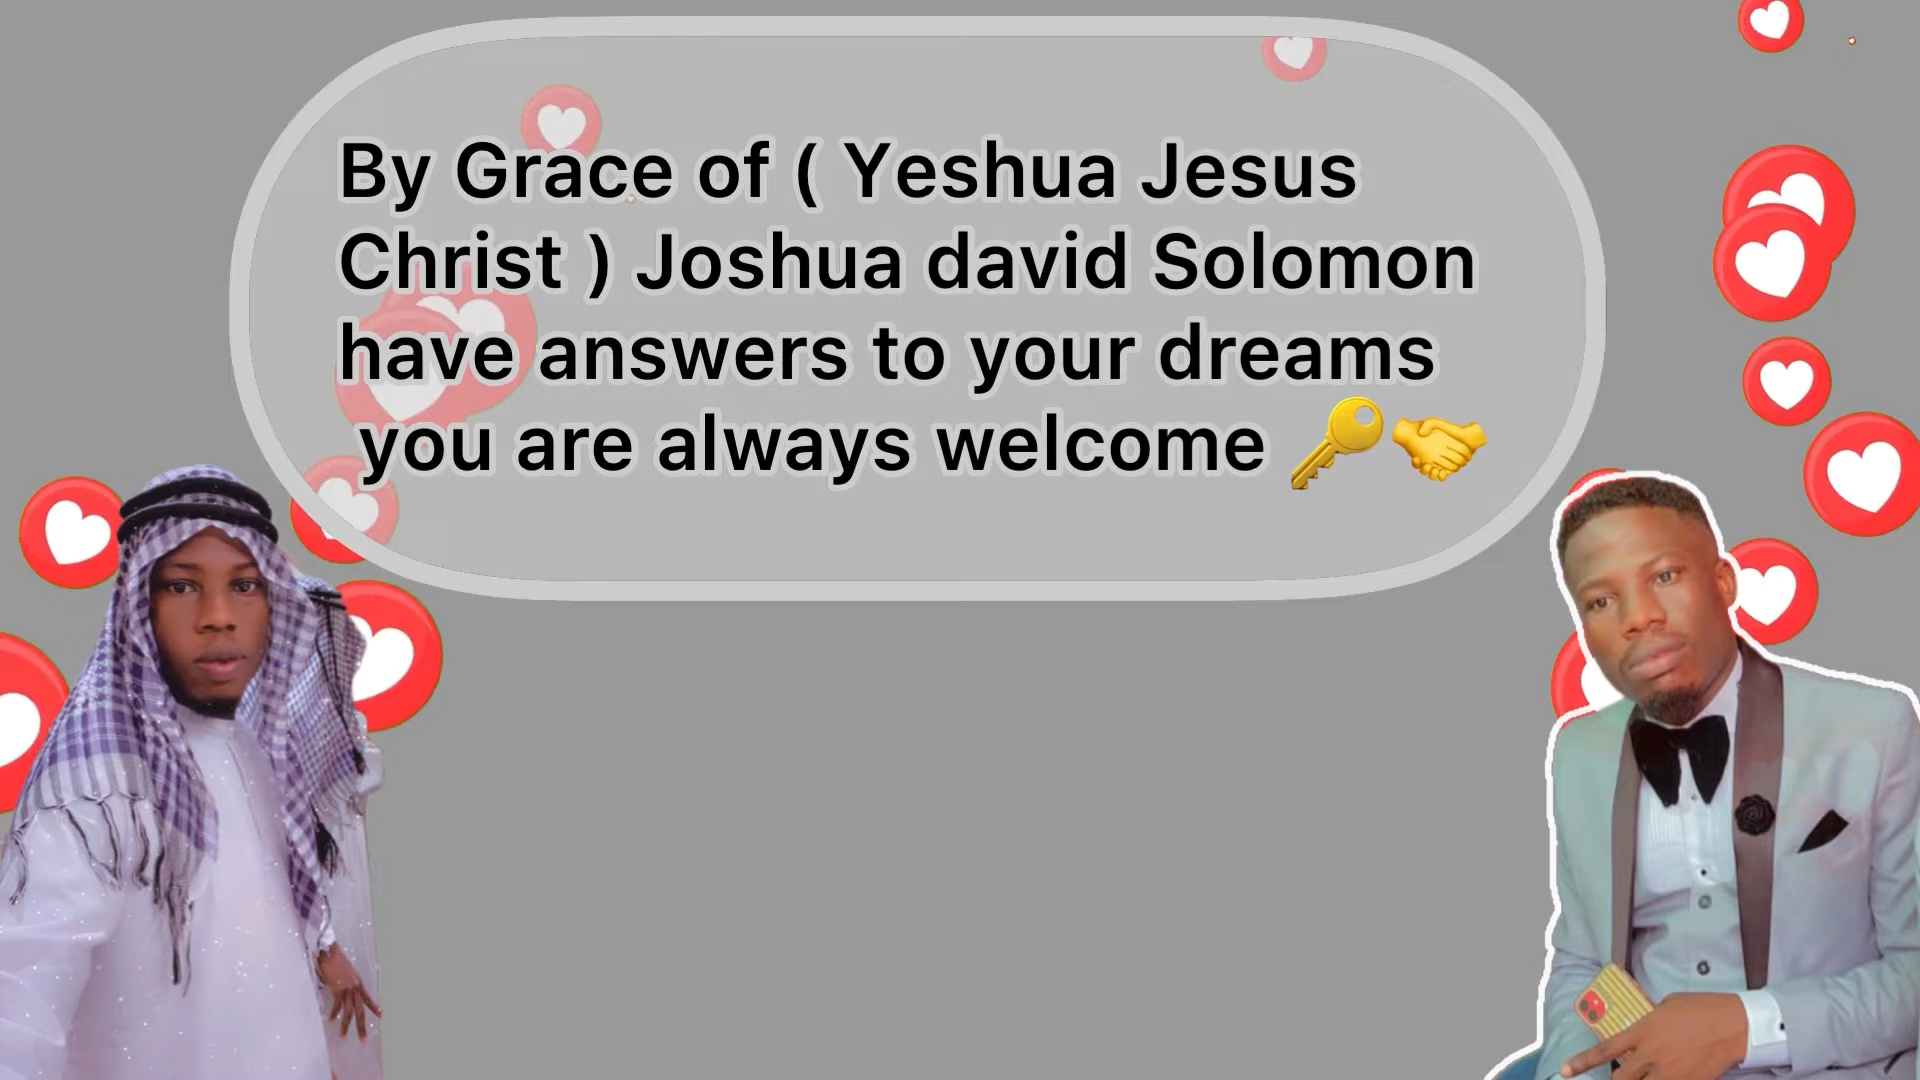 By Grace of ( Yeshua Jesus
Christ ) Joshua david Solomon
have answers to your dreams
you are always welcome 🔑🤝